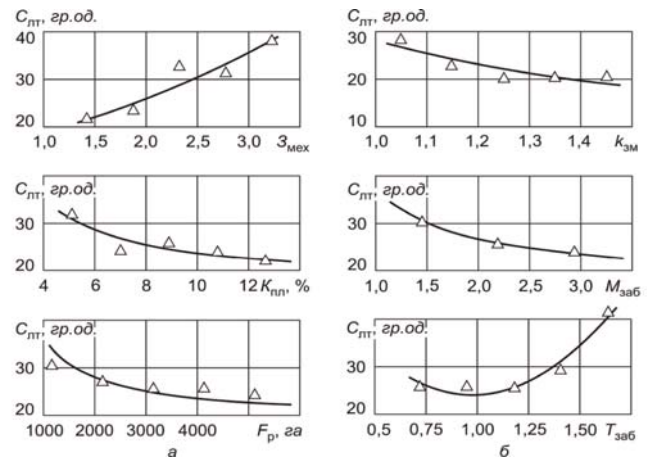 Cлт, гр.од.
40
30
20
1,0 1,5 2,0 2,5 3,0 Змех
Cлт, гр.од.
30
20
10
1,0 1,1 1,2 1,3 1,4 kзм
Cлт, гр.од.
30
20
4 6 8 10 12 Kпл, %
Cлт, гр.од.
30
20
1,0 1,5 2,0 2,5 3,0 Mзаб
Cлт, гр.од.
30
20
1000 2000 3000 4000 Fр, га
а
Cлт, гр.од.
30
20
0,5 0,75 1,00 1,25 1,50 Tзаб
б